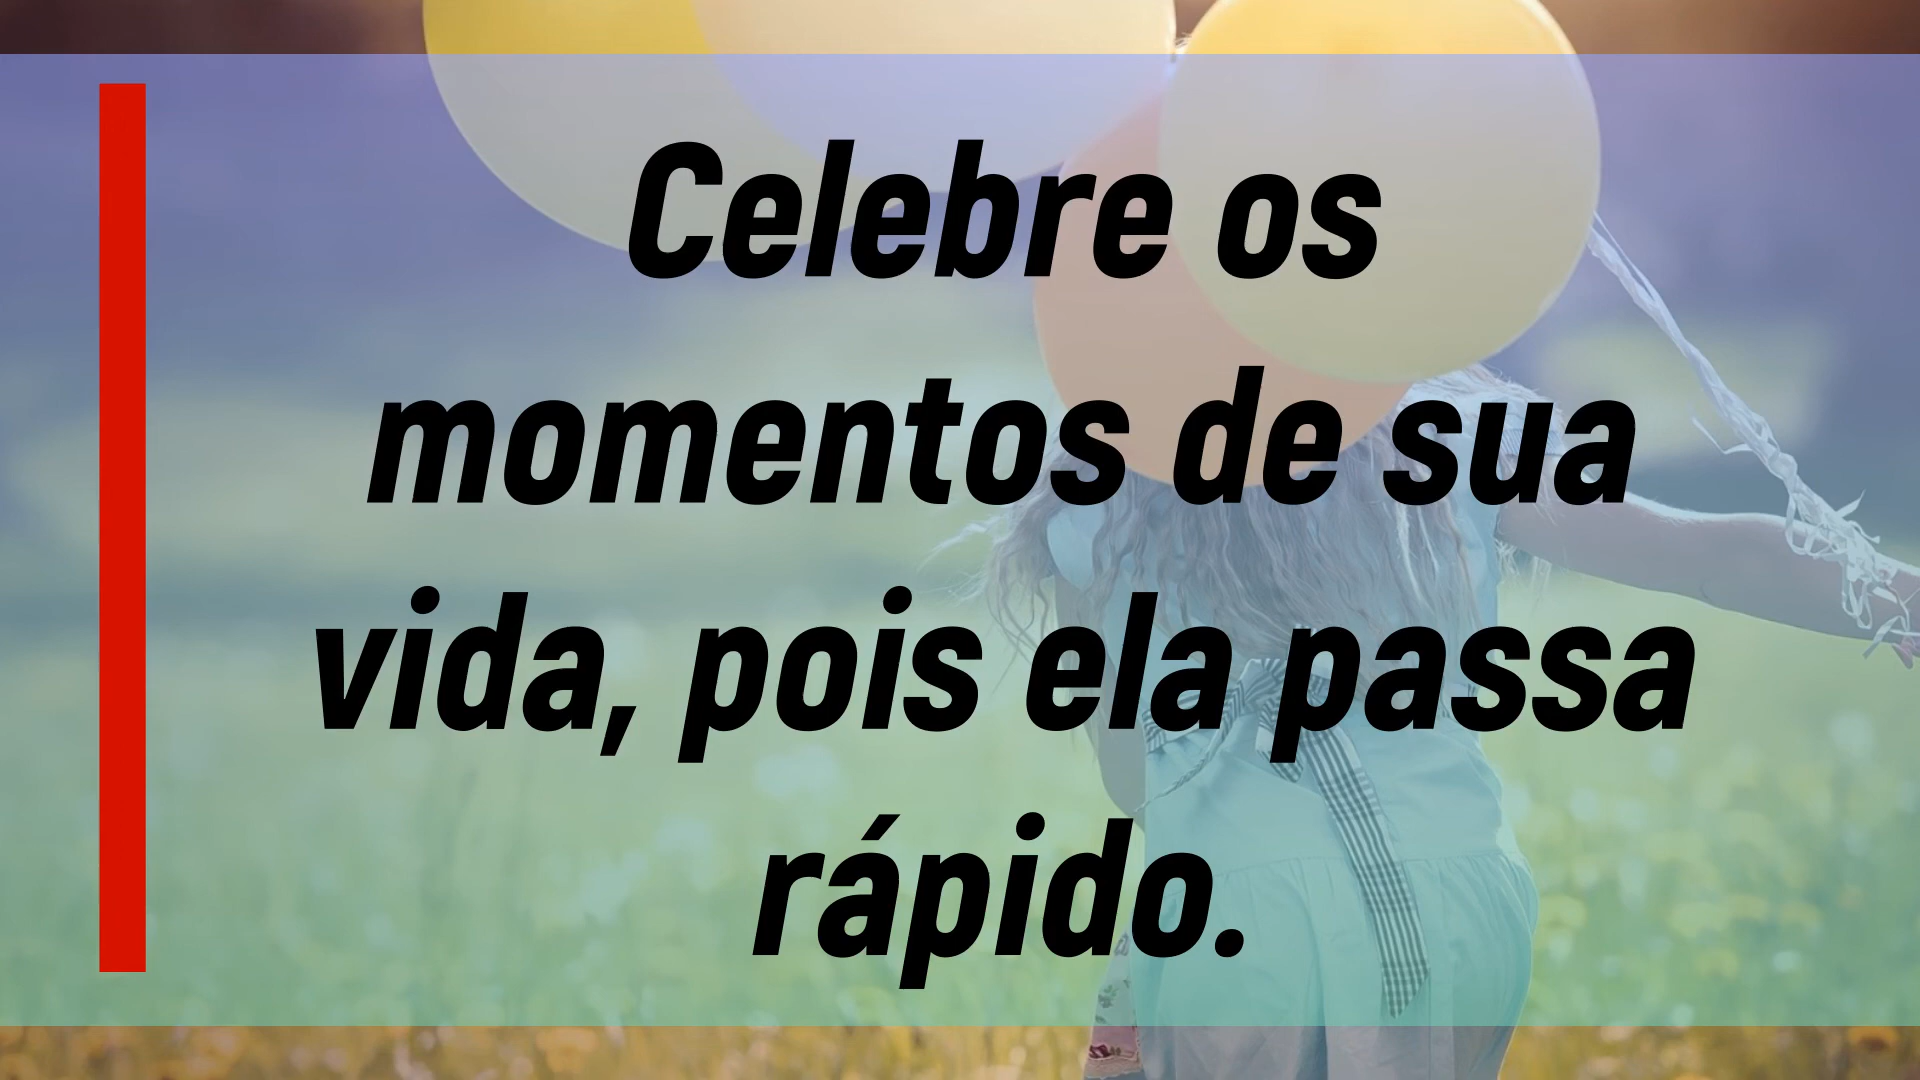 Celebre os
momentos de sua
vida, pois ela passa
rápido.